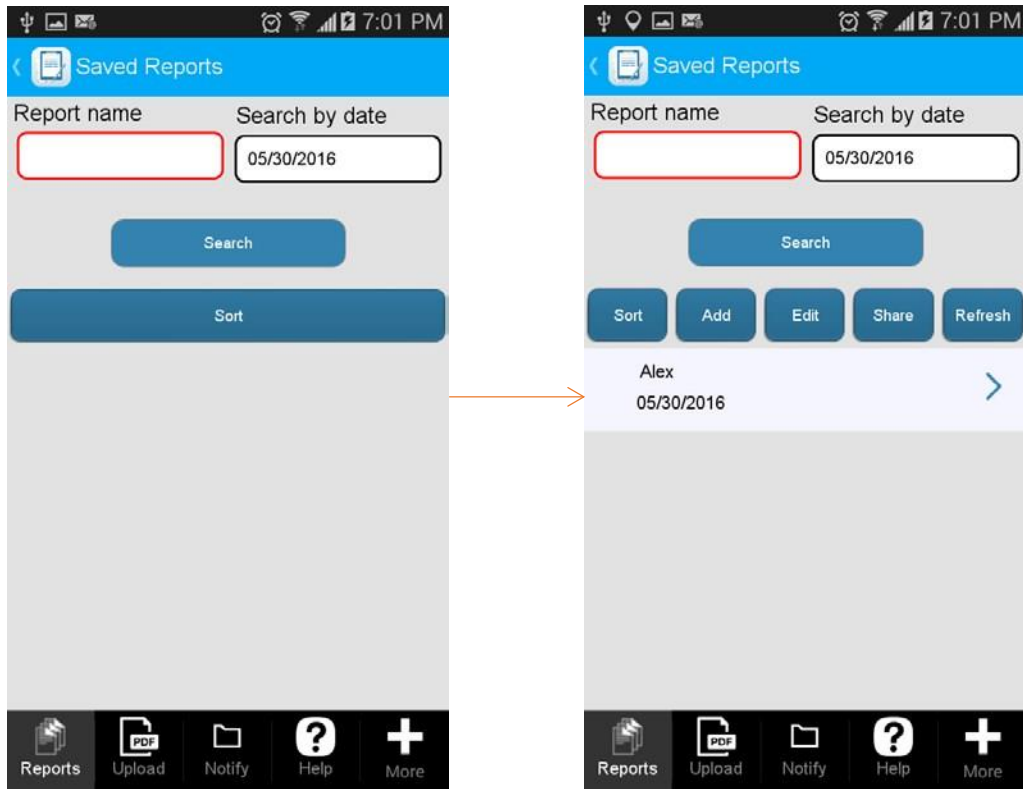 7:01 PM
Saved Reports
Report name
Search by date
05/30/2016
Search
Sort
PDF
Reports
Upload
Notify
Help
More
7:01 PM
Saved Reports
Report name
Search by date
05/30/2016
Search
Sort
Add
Edit
Share
Refresh
Alex
05/30/2016
PDF
Reports
Upload
Notify
Help
More